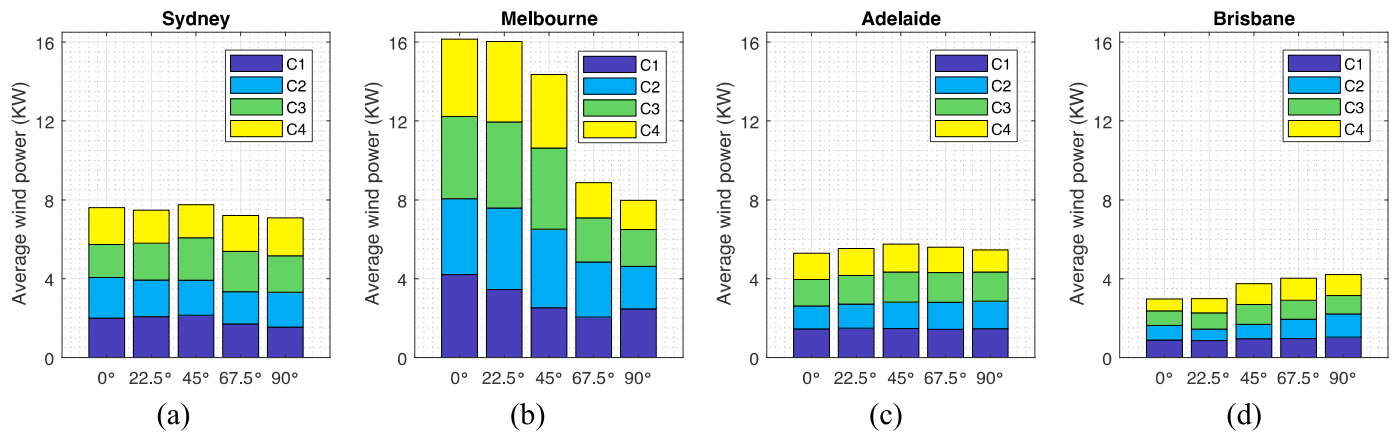 Sydney
Average wind power (KW)
16
12
8
4
0
C1
C2
C3
C4
0° 22.5° 45° 67.5° 90°
(a)
Melbourne
Average wind power (KW)
16
12
8
4
0
C1
C2
C3
C4
0° 22.5° 45° 67.5° 90°
(b)
Adelaide
Average wind power (KW)
16
12
8
4
0
C1
C2
C3
C4
0° 22.5° 45° 67.5° 90°
(c)
Brisbane
Average wind power (KW)
16
12
8
4
0
C1
C2
C3
C4
0° 22.5° 45° 67.5° 90°
(d)